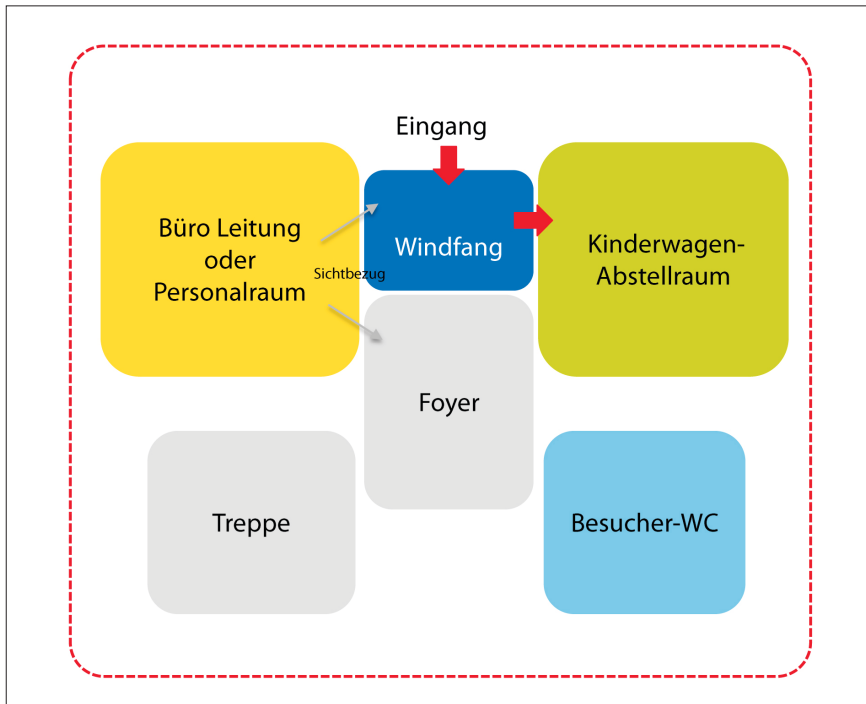 Eingang
Büro Leitung
oder
Personalraum
Sichtbezug
Windfang
Kinderwagen-
Abstellraum
Foyer
Treppe
Besucher-WC